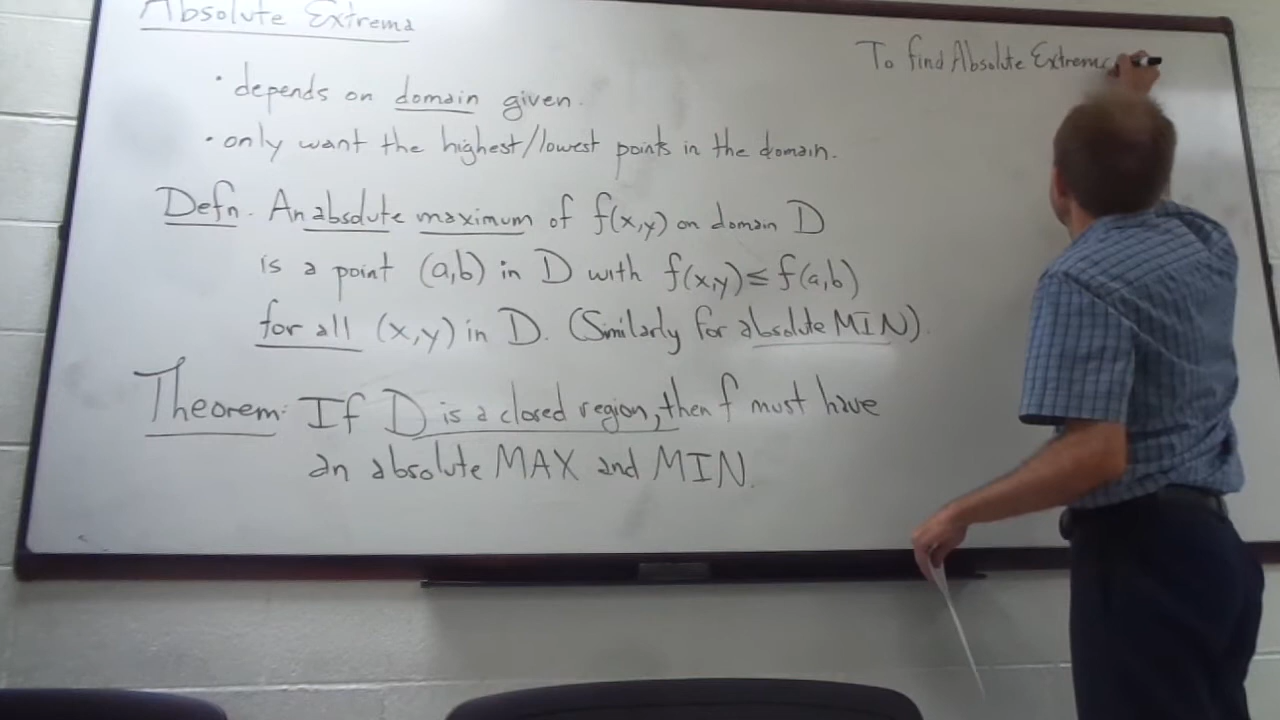 Absolute Extrema
• depends on domain given.
• only want the highest/lowest points in the domain.
Defn. An absolute maximum of f(x,y) on domain D
is a point (a,b) in D with f(x,y) ≤ f(a,b)
for all (x,y) in D. (Similarly for absolute MIN).
Theorem: If D is a closed region, then f must have
an absolute MAX and MIN.
To find Absolute Extrema